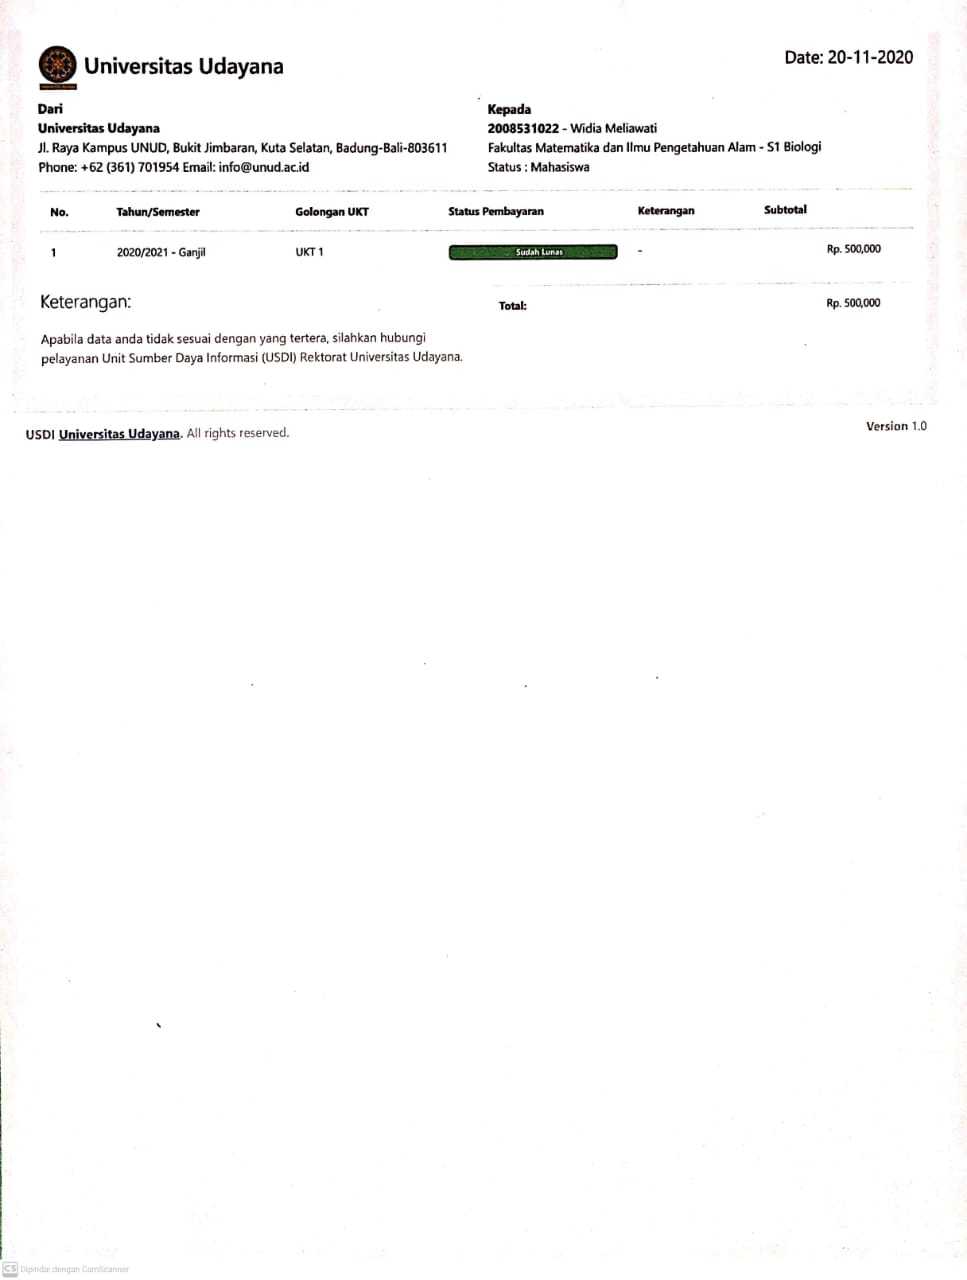 Universitas Udayana
Date: 20-11-2020
Dari
Universitas Udayana
Jl. Raya Kampus UNUD, Bukit Jimbaran, Kuta Selatan, Badung-Bali-803611
Phone: +62 (361) 701954 Email: info@unud.ac.id
Kepada
2008531022 - Widia Meliawati
Fakultas Matematika dan Ilmu Pengetahuan Alam - S1 Biologi
Status : Mahasiswa
No. Tahun/Semester Golongan UKT Status Pembayaran Keterangan Subtotal
1 2020/2021 - Ganjil UKT 1 Sudah Lunas - Rp. 500,000
Total: Rp. 500,000
Keterangan:
Apabila data anda tidak sesuai dengan yang tertera, silahkan hubungi
pelayanan Unit Sumber Daya Informasi (USDI) Rektorat Universitas Udayana.
USDI Universitas Udayana. All rights reserved.
Version 1.0
CS Dipindai dengan CamScanner